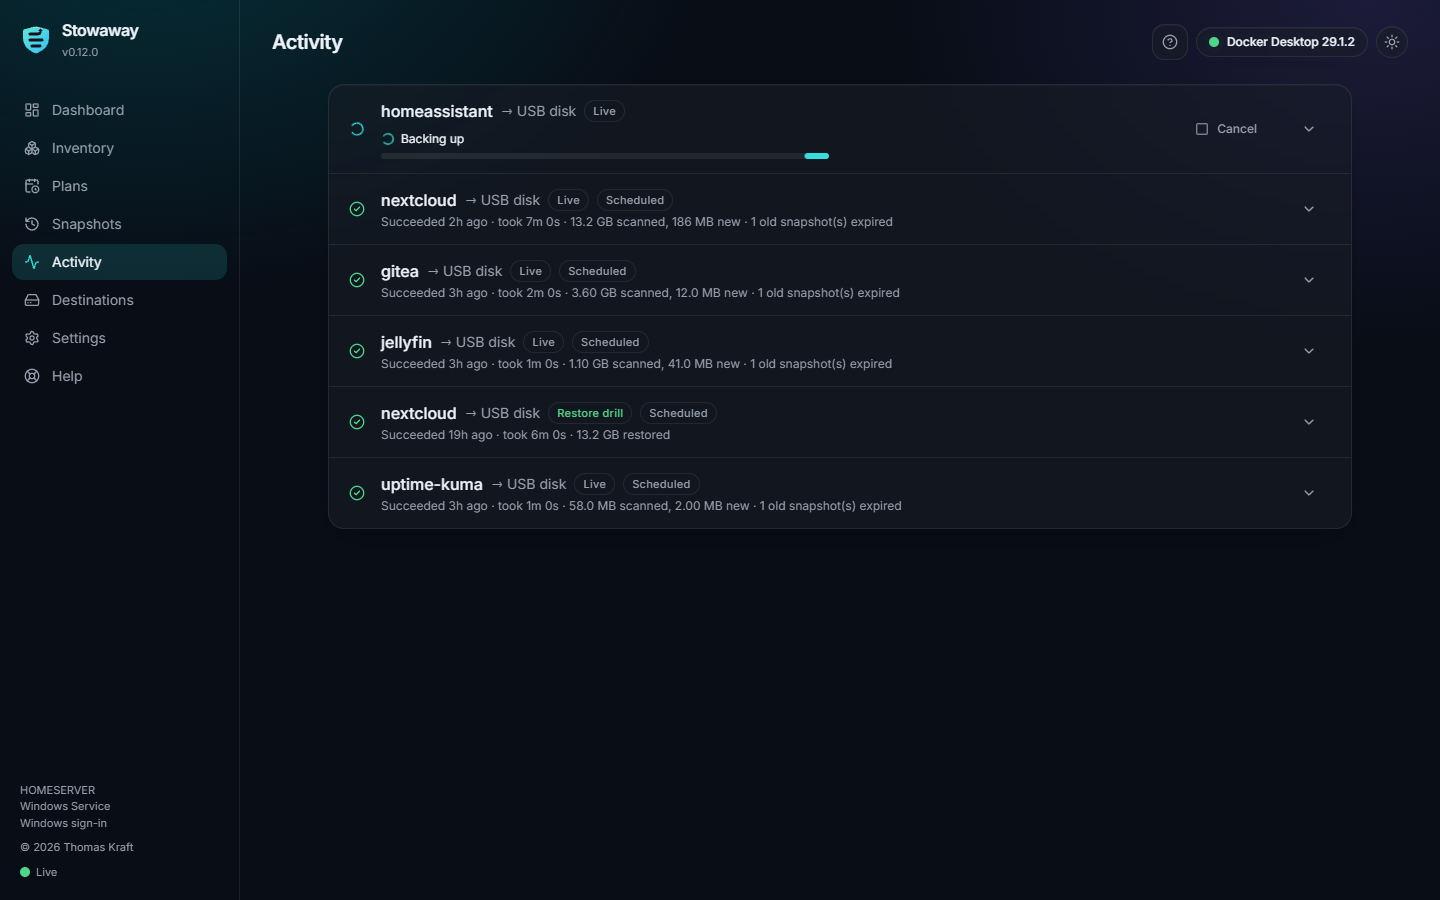 Stowaway
v0.12.0
Dashboard
Inventory
Plans
Snapshots
Activity
Destinations
Settings
Help
HOMESERVER
Windows Service
Windows sign-in
© 2026 Thomas Kraft
Live
Activity
Docker Desktop 29.1.2
homeassistant → USB disk Live
Backing up
Cancel
nextcloud → USB disk Live Scheduled
Succeeded 2h ago · took 7m 0s · 13.2 GB scanned, 186 MB new · 1 old snapshot(s) expired
gitea → USB disk Live Scheduled
Succeeded 3h ago · took 2m 0s · 3.60 GB scanned, 12.0 MB new · 1 old snapshot(s) expired
jellyfin → USB disk Live Scheduled
Succeeded 3h ago · took 1m 0s · 1.10 GB scanned, 41.0 MB new · 1 old snapshot(s) expired
nextcloud → USB disk Restore drill Scheduled
Succeeded 19h ago · took 6m 0s · 13.2 GB restored
uptime-kuma → USB disk Live Scheduled
Succeeded 3h ago · took 1m 0s · 58.0 MB scanned, 2.00 MB new · 1 old snapshot(s) expired